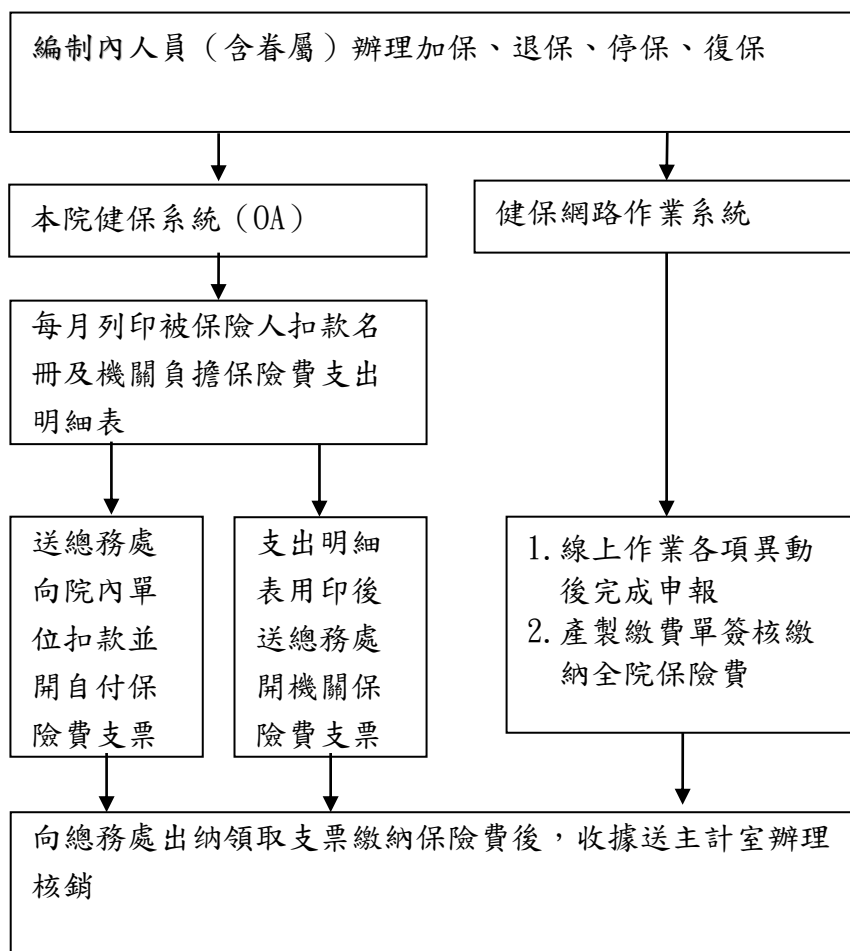 編制內人員（含眷屬）辦理加保、退保、停保、復保
本院健保系統（OA）
健保網路作業系統
每月列印被保險人扣款名
冊及機關負擔保險費支出
明細表
送總務處
向院內單
位扣款並
開自付保
險費支票
支出明細
表用印後
送總務處
開機關保
險費支票
1. 線上作業各項異動
後完成申報
2. 產製繳費單簽核繳
納全院保險費
向總務處出纳領取支票繳納保險費後，收據送主計室辦理
核銷